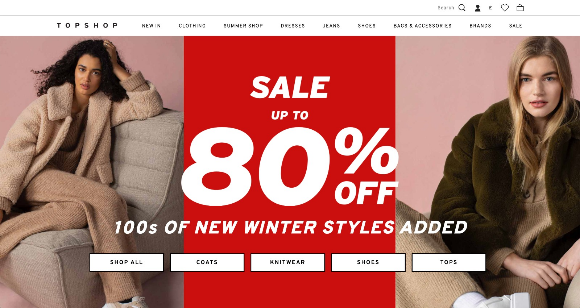 Search
TOPSHOP NEW IN CLOTHING SUMMER SHOP DRESSES JEANS SHOES BAGS & ACCESSORIES BRANDS SALE
SALE
UP TO
80% OFF
100s OF NEW WINTER STYLES ADDED
SHOP ALL COATS KNITWEAR SHOES TOPS